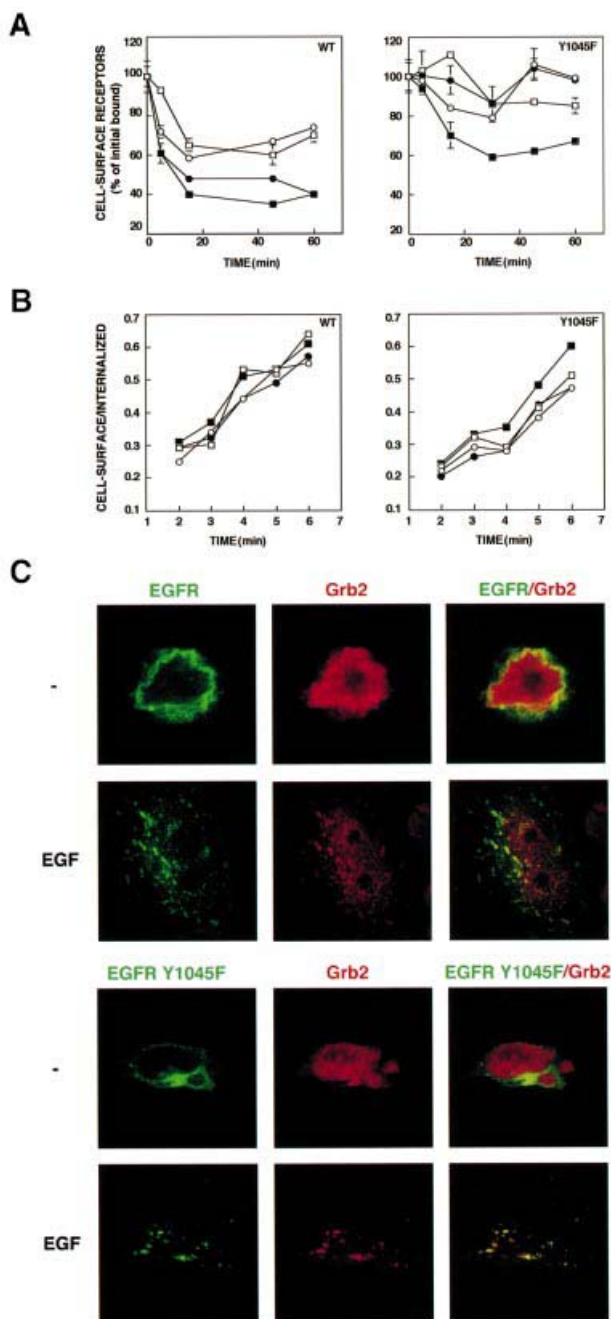 A
CELL-SURFACE RECEPTORS
(% of initial bound)
120
100
80
60
40
20
WT
0 20 40 60
TIME(min)
120
100
80
60
40
20
Y1045F
0 20 40 60
TIME(min)
B
CELL-SURFACE/INTERNALIZED
0.7
0.6
0.5
0.4
0.3
0.2
0.1
WT
1 2 3 4 5 6 7
TIME(min)
0.7
0.6
0.5
0.4
0.3
0.2
0.1
Y1045F
1 2 3 4 5 6 7
TIME(min)
C
EGFR Grb2 EGFR/Grb2
-
EGF
EGFR Y1045F Grb2 EGFR Y1045F/Grb2
-
EGF